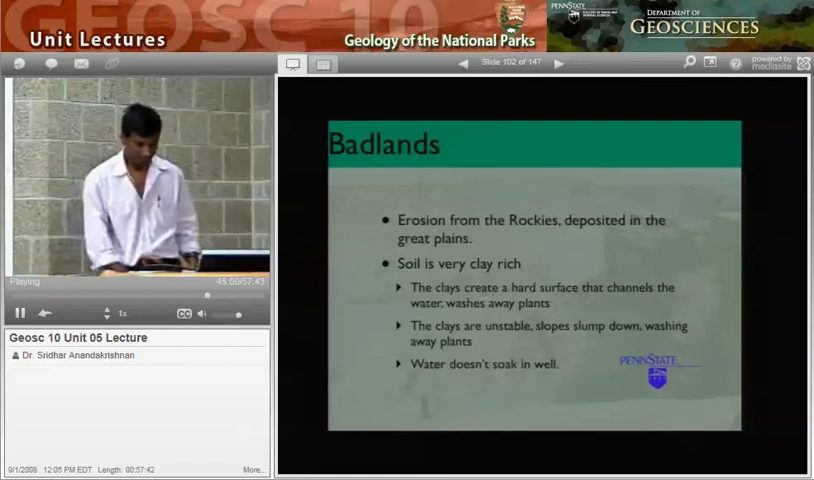 GEOSC 10
Unit Lectures
Geology of the National Parks
PENNSTATE
DEPARTMENT OF
GEOSCIENCES
Slide 102 of 147
powered by
mediasite
Badlands
Erosion from the Rockies, deposited in the
great plains.
Soil is very clay rich
The clays create a hard surface that channels the
water, washes away plants
The clays are unstable, slopes slump down, washing
away plants
Water doesn't soak in well.
PENNSTATE
Playing
45:00/57:43
1x
CC
Geosc 10 Unit 05 Lecture
Dr. Sridhar Anandakrishnan
9/1/2008 12:05 PM EDT Length: 00:57:42
More..